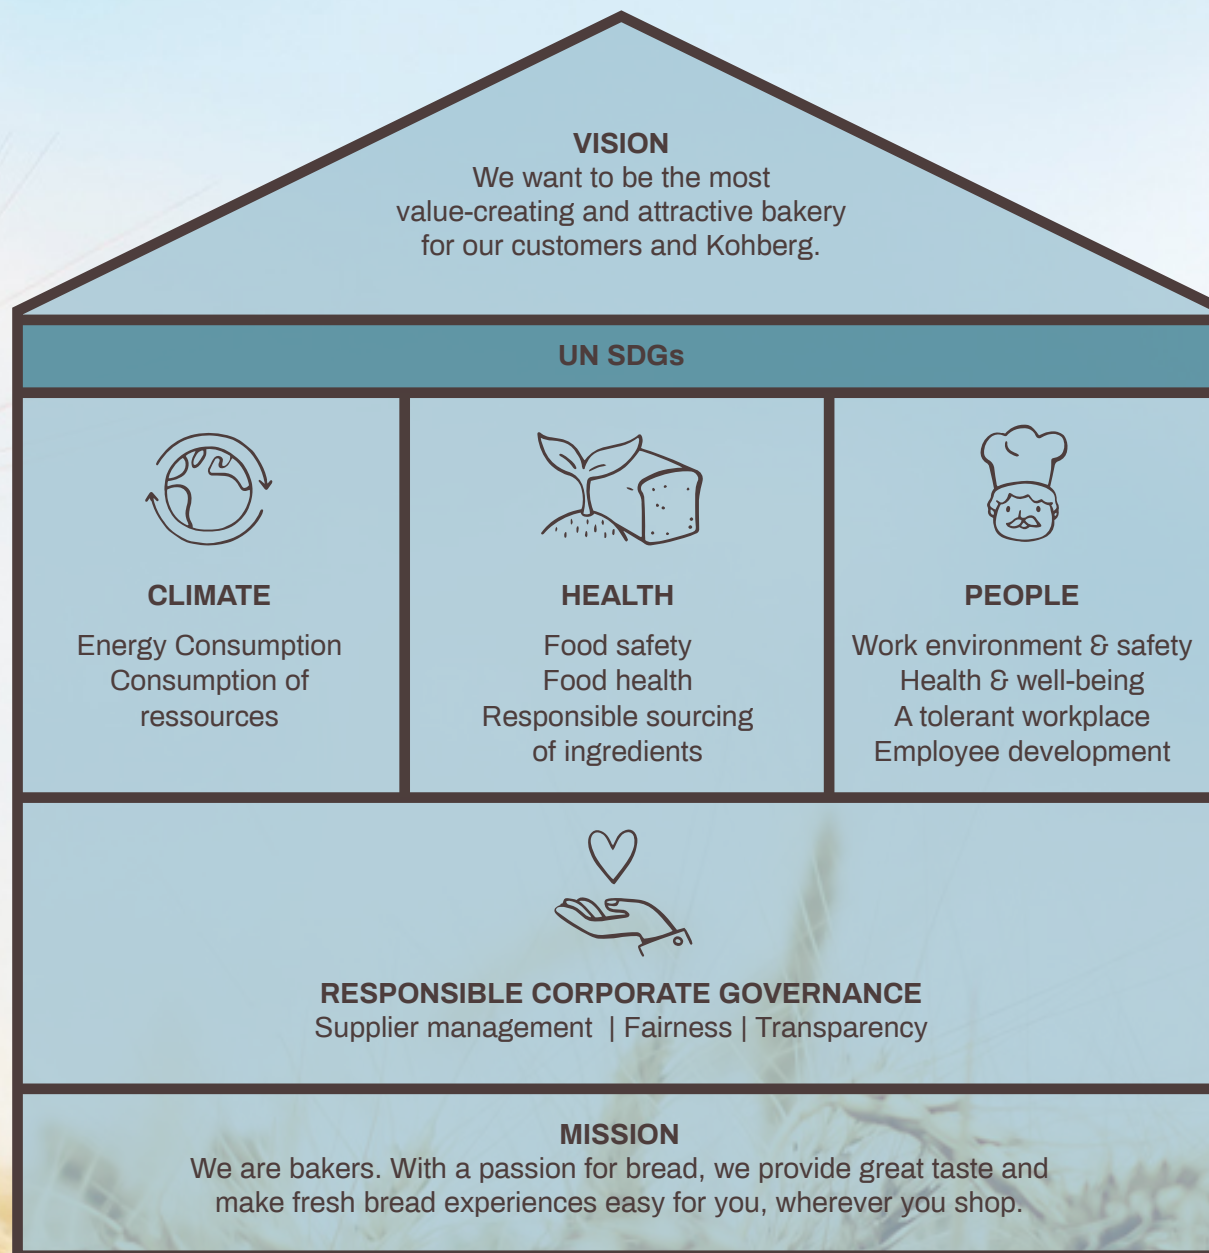 VISION
We want to be the most
value-creating and attractive bakery
for our customers and Kohberg.
UN SDGs
CLIMATE
Energy Consumption
Consumption of
ressources
HEALTH
Food safety
Food health
Responsible sourcing
of ingredients
PEOPLE
Work environment & safety
Health & well-being
A tolerant workplace
Employee development
RESPONSIBLE CORPORATE GOVERNANCE
Supplier management | Fairness | Transparency
MISSION
We are bakers. With a passion for bread, we provide great taste and
make fresh bread experiences easy for you, wherever you shop.